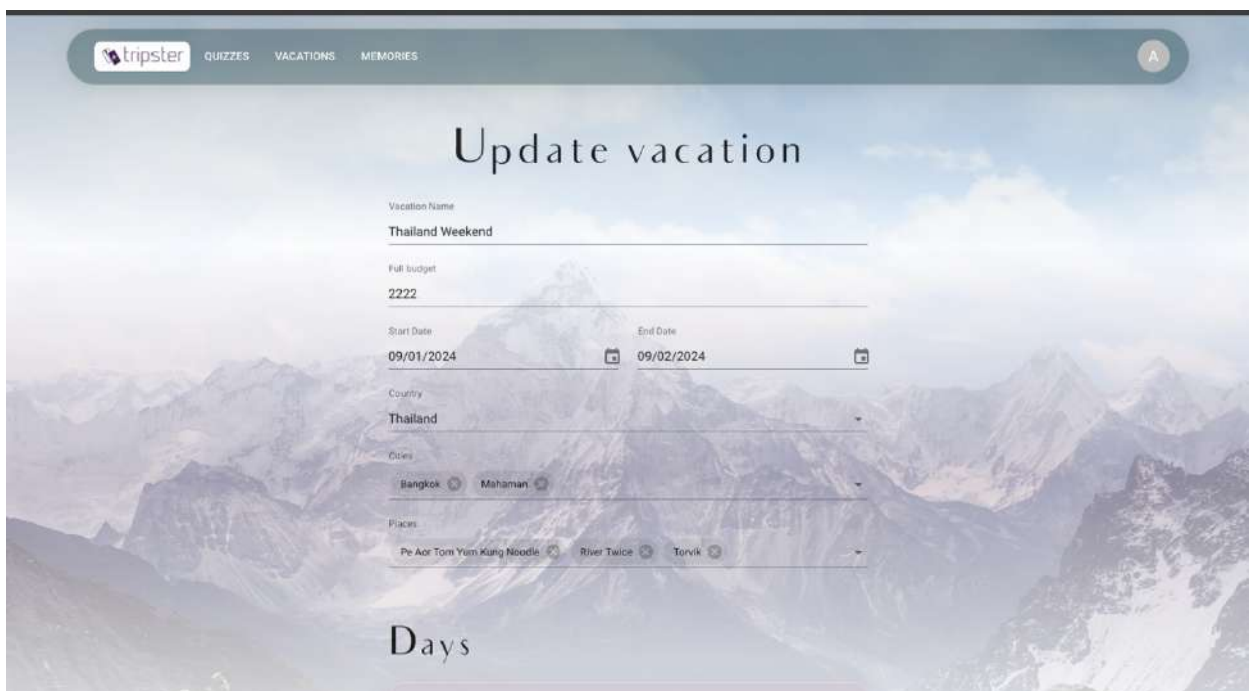 tripster QUIZZES VACATIONS MEMORIES A
Update vacation
Vacation Name
Thailand Weekend
Full budget
2222
Start Date End Date
09/01/2024 09/02/2024
Country
Thailand
Cities
Bangkok Mahaman
Places
Pe Aor Tom Yum Kung Noodle River Twice Torvik
Days